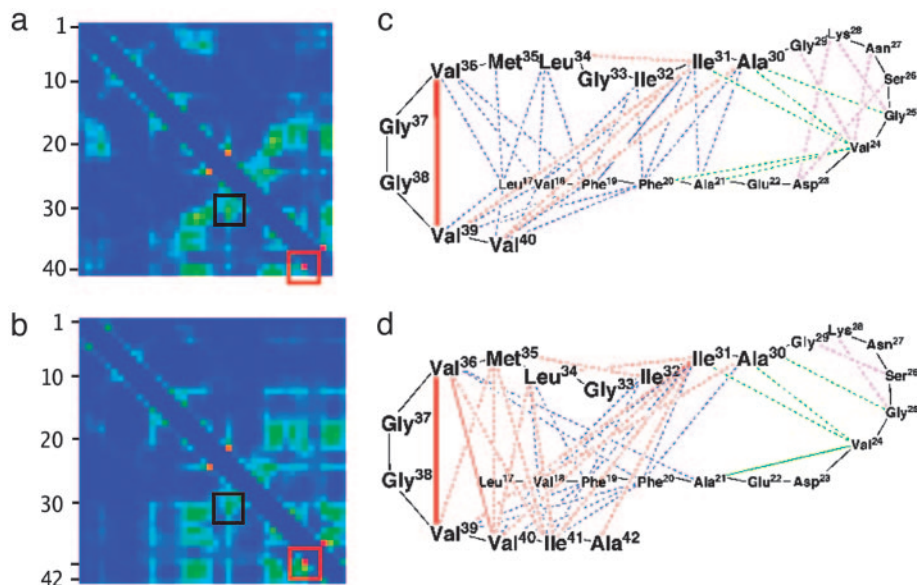 a
1
10
20
30
40
c
Val³⁶ Met³⁵ Leu³⁴ Gly³³ Ile³² Ile³¹ Ala³⁰ Gly²⁹ Lys²⁸ Asn²⁷
Ser²⁶
Gly²⁵
Gly³⁷
Val²⁴
Gly³⁸ Leu¹⁷ Val¹⁸ Phe¹⁹ Phe²⁰ Ala²¹ Glu²² Asp²³
Val³⁹ Val⁴⁰
b
1
10
20
30
42
d
Val³⁶ Met³⁵ Leu³⁴ Gly³³ Ile³² Ile³¹ Ala³⁰ Gly²⁹ Lys²⁸ Asn²⁷
Ser²⁶
Gly²⁵
Gly³⁷
Val²⁴
Gly³⁸ Leu¹⁷ Val¹⁸ Phe¹⁹ Phe²⁰ Ala²¹ Glu²² Asp²³
Val³⁹ Val⁴⁰ Ile⁴¹ Ala⁴²